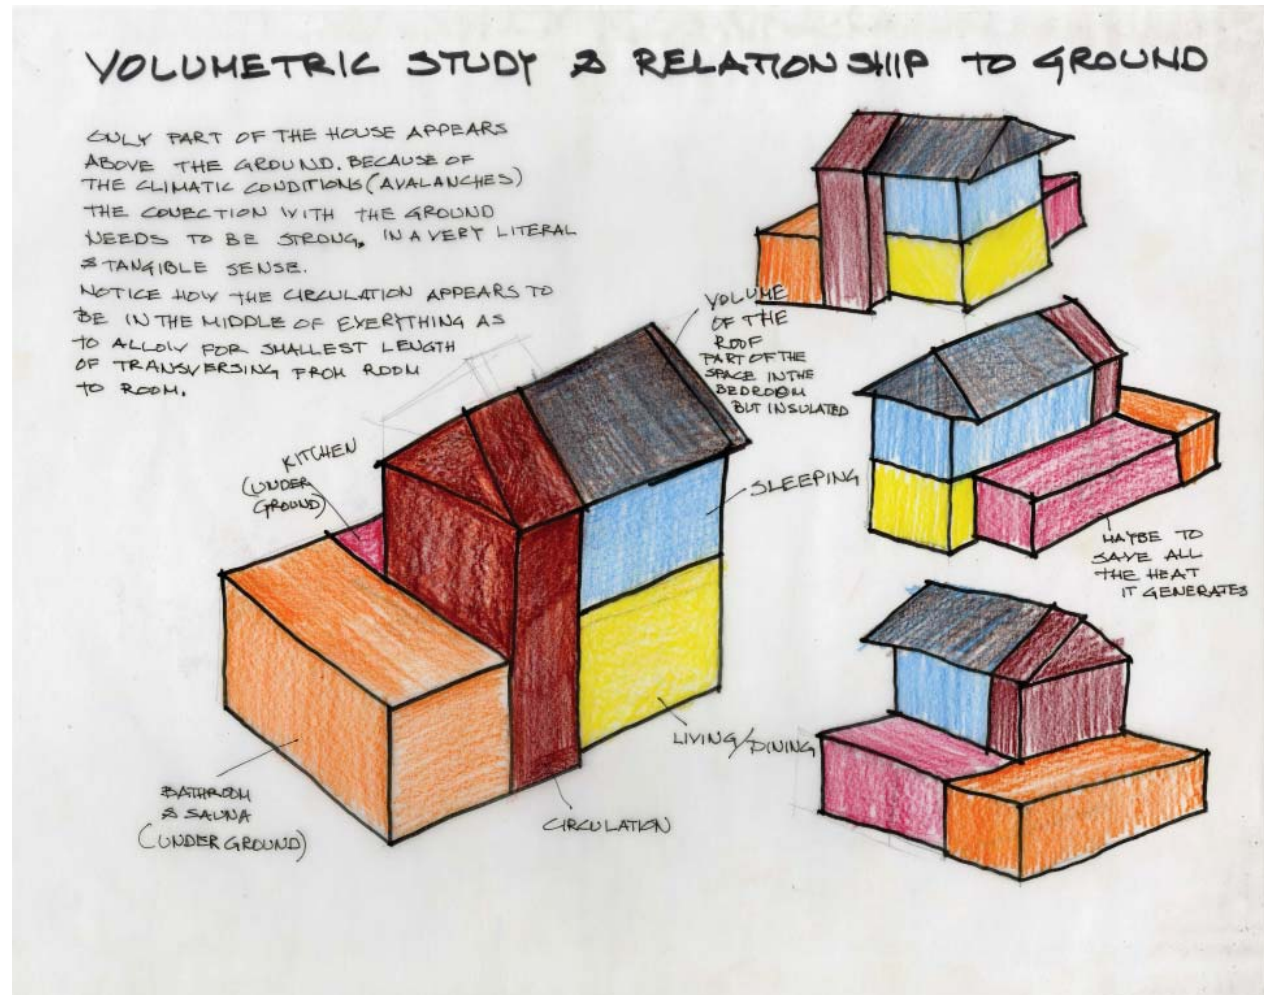 VOLUMETRIC STUDY & RELATIONSHIP TO GROUND
ONLY PART OF THE HOUSE APPEARS
ABOVE THE GROUND. BECAUSE OF
THE CLIMATIC CONDITIONS (AVALANCHES)
THE CONECTION WITH THE GROUND
NEEDS TO BE STRONG, IN A VERY LITERAL
& TANGIBLE SENSE.
NOTICE HOW THE CIRCULATION APPEARS TO
BE IN THE MIDDLE OF EVERYTHING AS
TO ALLOW FOR SMALLEST LENGTH
OF TRANSVERSING FROM ROOM
TO ROOM.
VOLUME
OF THE
ROOF
PART OF THE
SPACE IN THE
BEDROOM
BUT INSULATED
KITCHEN
(UNDER
GROUND)
SLEEPING
MAYBE TO
SAVE ALL
THE HEAT
IT GENERATES
LIVING/DINING
BATHROOM
& SAUNA
(UNDER GROUND)
CIRCULATION